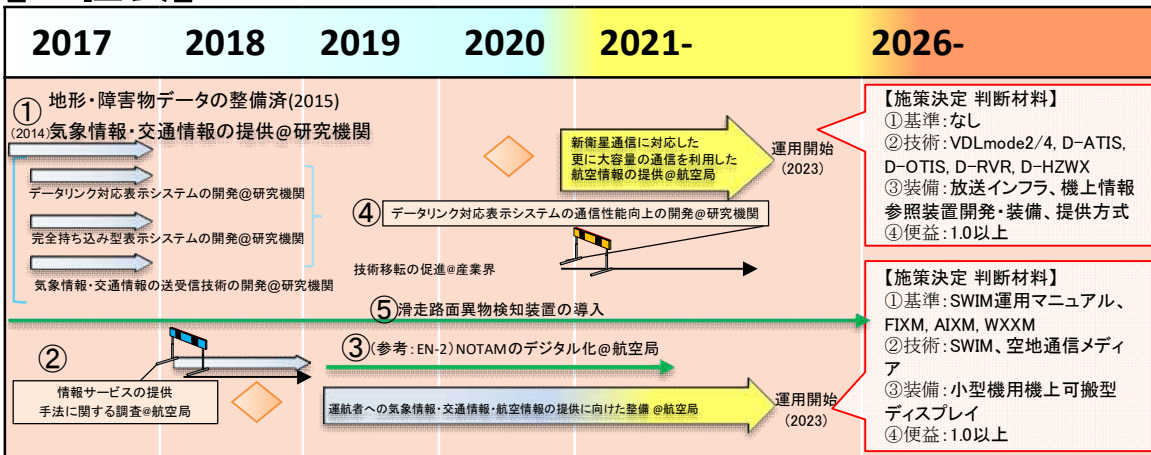 2017
2018
2019
2020
2021-
2026-
① 地形・障害物データの整備済(2015)
(2014)気象情報・交通情報の提供@研究機関
データリンク対応表示システムの開発@研究機関
完全持ち込み型表示システムの開発@研究機関
気象情報・交通情報の送受信技術の開発@研究機関
新衛星通信に対応した
更に大容量の通信を利用した
航空情報の提供@航空局
運用開始
(2023)
④ データリンク対応表示システムの通信性能向上の開発@研究機関
技術移転の促進@産業界
⑤滑走路面異物検知装置の導入
②
情報サービスの提供
手法に関する調査@航空局
③(参考:EN-2)NOTAMのデジタル化@航空局
運航者への気象情報・交通情報・航空情報の提供に向けた整備 @航空局
運用開始
(2023)
【施策決定 判断材料】
①基準:なし
②技術:VDLmode2/4, D-ATIS,
D-OTIS, D-RVR, D-HZWX
③装備:放送インフラ、機上情報
参照装置開発・装備、提供方式
④便益:1.0以上
【施策決定 判断材料】
①基準:SWIM運用マニュアル、
FIXM, AIXM, WXXM
②技術:SWIM、空地通信メディ
ア
③装備:小型機用機上可搬型
ディスプレイ
④便益:1.0以上